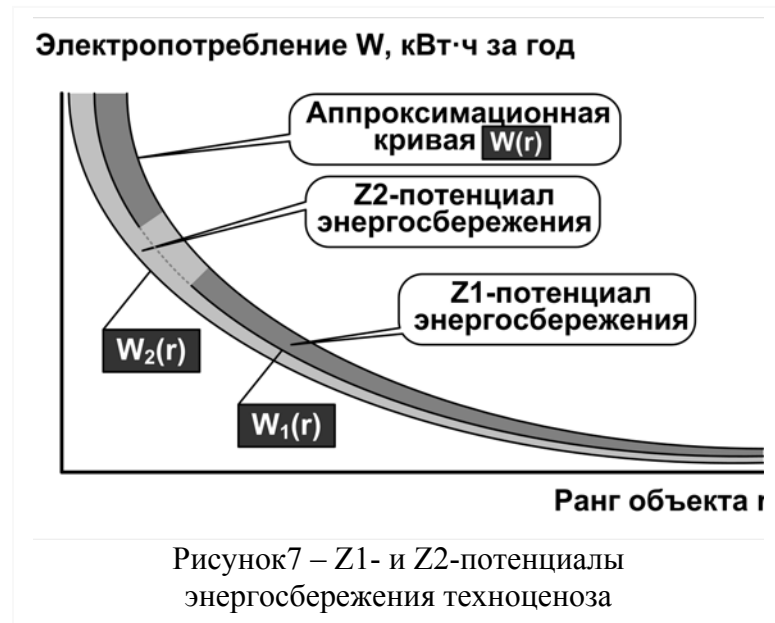 Электропотребление W, кВт·ч за год
Аппроксимационная
кривая W(r)
Z2-потенциал
энергосбережения
Z1-потенциал
энергосбережения
W₂(r)
W₁(r)
Ранг объекта r
Рисунок7 – Z1- и Z2-потенциалы
энергосбережения техноценоза